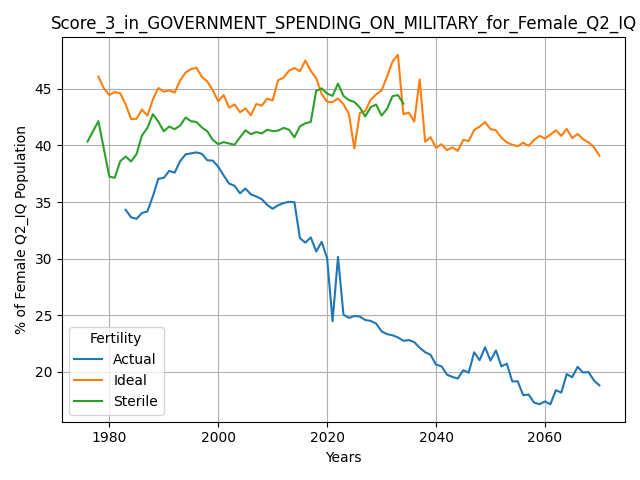 Score_3_in_GOVERNMENT_SPENDING_ON_MILITARY_for_Female_Q2_IQ
% of Female Q2_IQ Population
45
40
35
30
25
20
Fertility
Actual
Ideal
Sterile
1980
2000
2020
2040
2060
Years